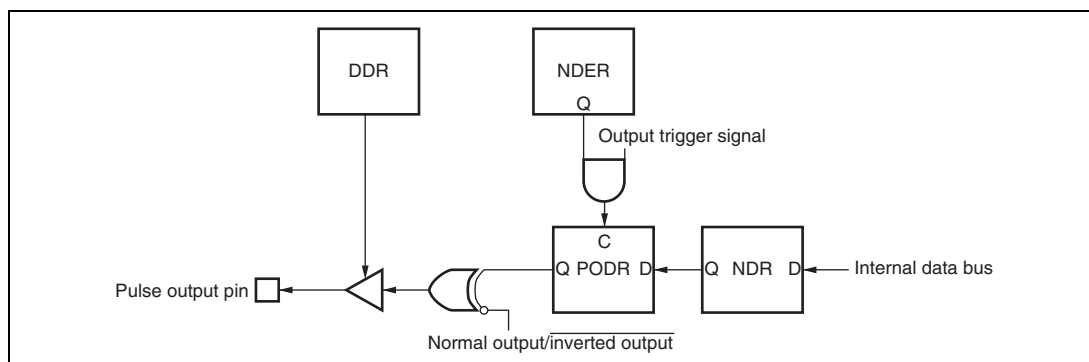 DDR
NDER
Q
Output trigger signal
C
Q PODR D
Q NDR D
Internal data bus
Pulse output pin
Normal output/inverted output